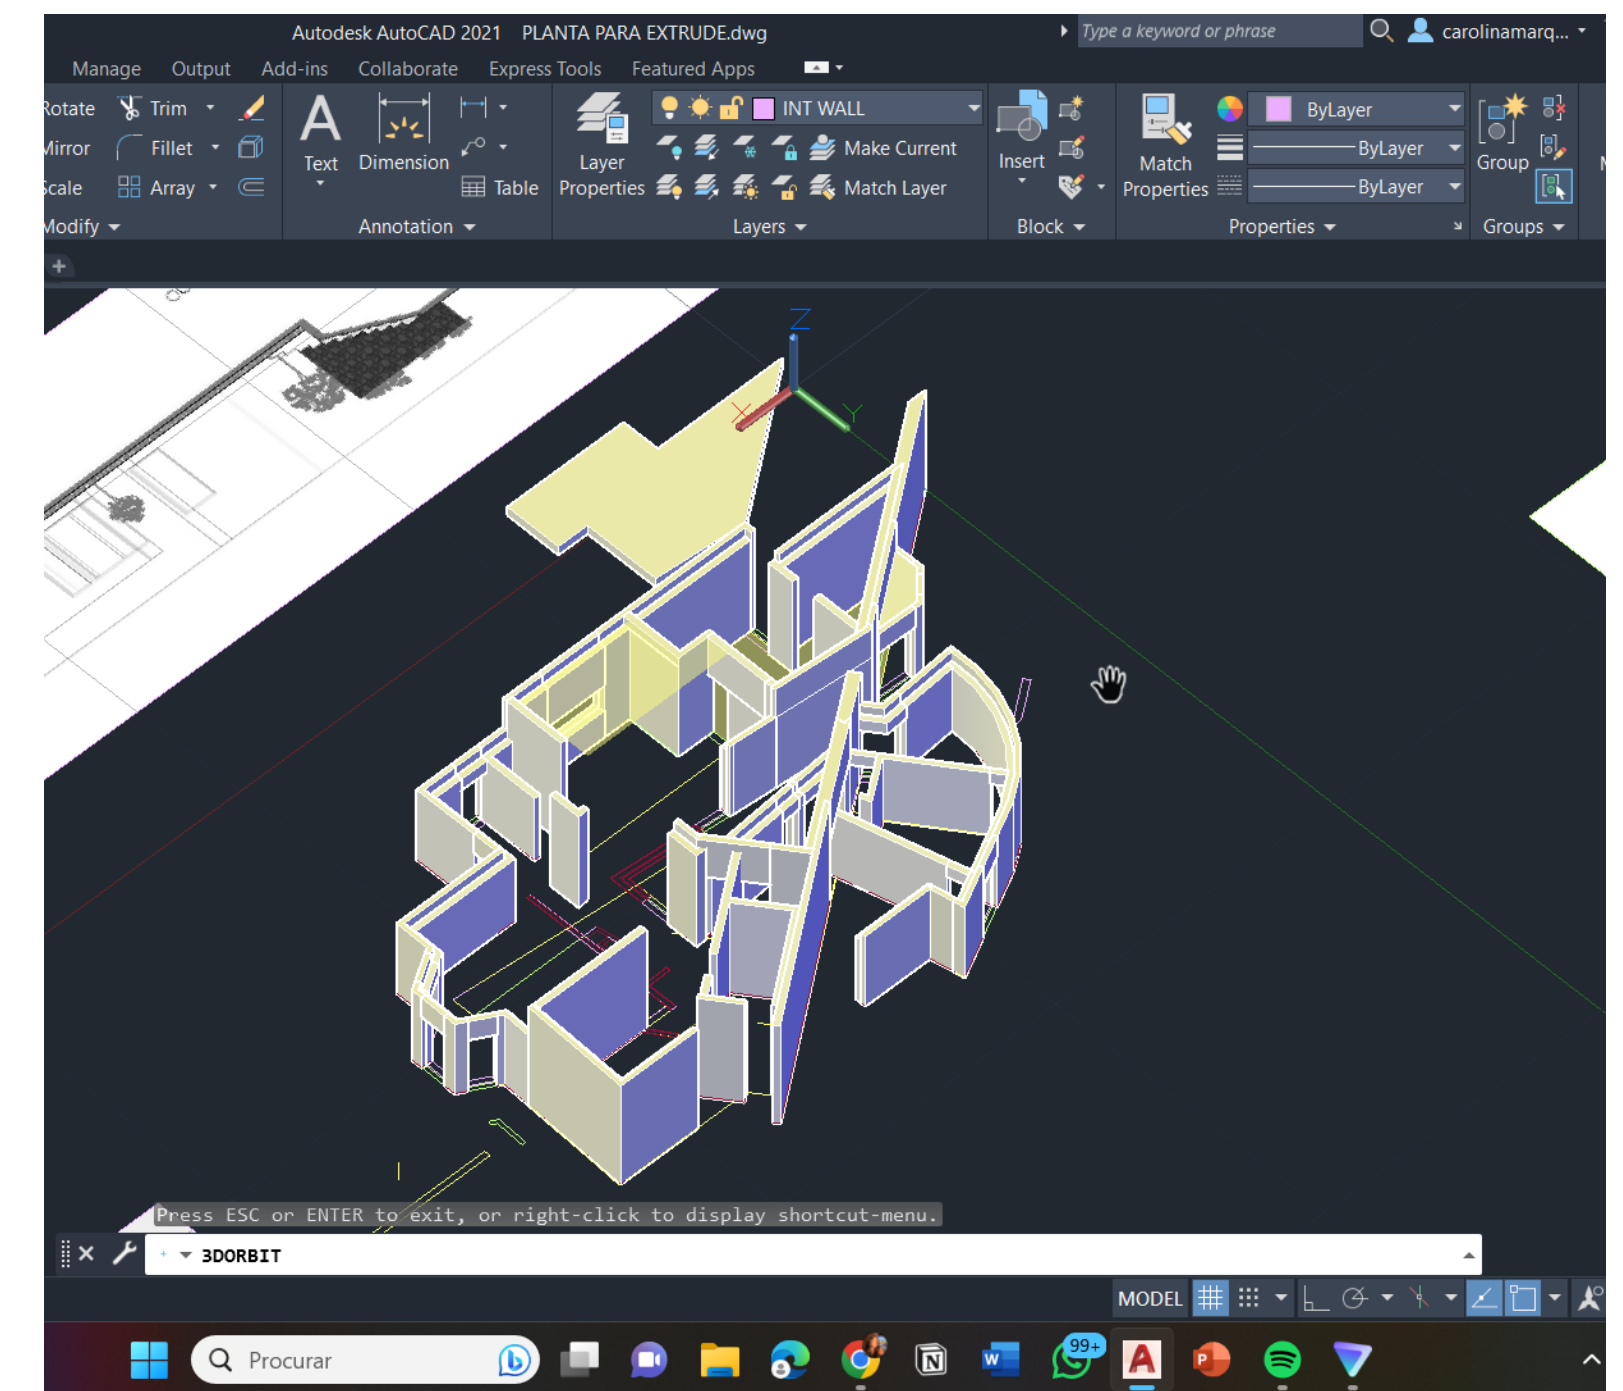 Autodesk AutoCAD 2021 PLANTA PARA EXTRUDE.dwg
Type a keyword or phrase
carolinamarq...
Manage Output Add-ins Collaborate Express Tools Featured Apps
Rotate Trim
Mirror Fillet
Scale Array
Modify
Text
Dimension
Table
Annotation
Layer
Properties
INT WALL
Make Current
Match Layer
Layers
Insert
Block
Match
Properties
ByLayer
ByLayer
ByLayer
Properties
Group
Groups
Z
X
Y
Press ESC or ENTER to exit, or right-click to display shortcut-menu.
3DORBIT
MODEL
Procurar
99+